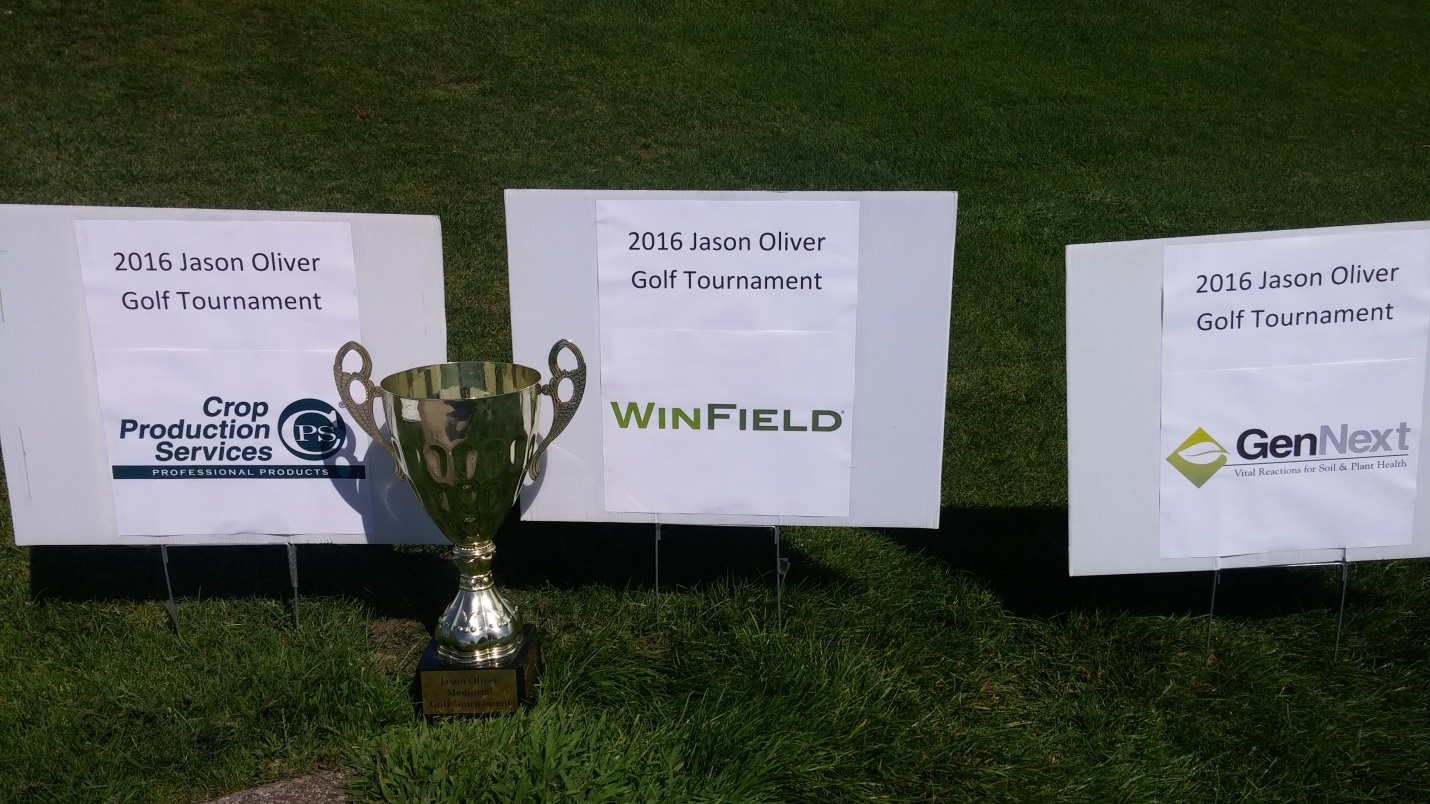 2016 Jason Oliver
Golf Tournament
Crop
Production
Services
CPS
®
PROFESSIONAL PRODUCTS
2016 Jason Oliver
Golf Tournament
WINFIELD®
2016 Jason Oliver
Golf Tournament
GenNext
Vital Reactions for Soil & Plant Health
Jason Oliver
Memorial
Golf Tournament